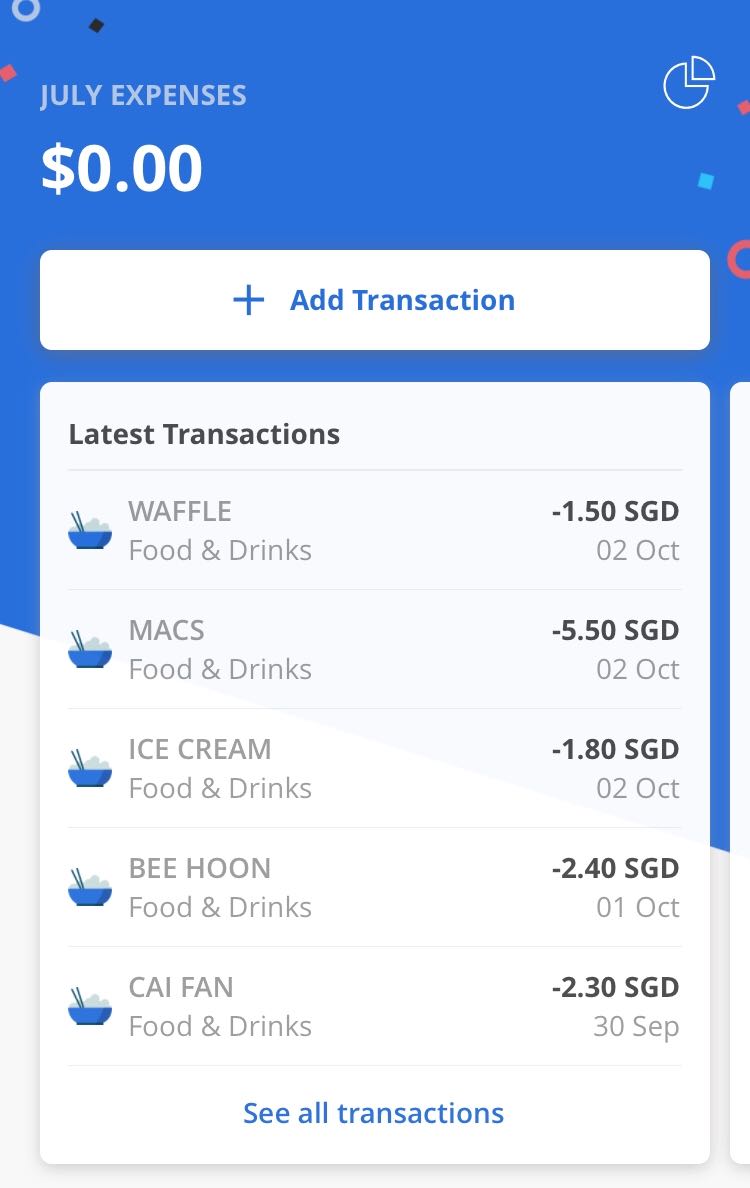 JULY EXPENSES
$0.00
Add Transaction
Latest Transactions
WAFFLE -1.50 SGD
Food & Drinks 02 Oct
MACS -5.50 SGD
Food & Drinks 02 Oct
ICE CREAM -1.80 SGD
Food & Drinks 02 Oct
BEE HOON -2.40 SGD
Food & Drinks 01 Oct
CAI FAN -2.30 SGD
Food & Drinks 30 Sep
See all transactions